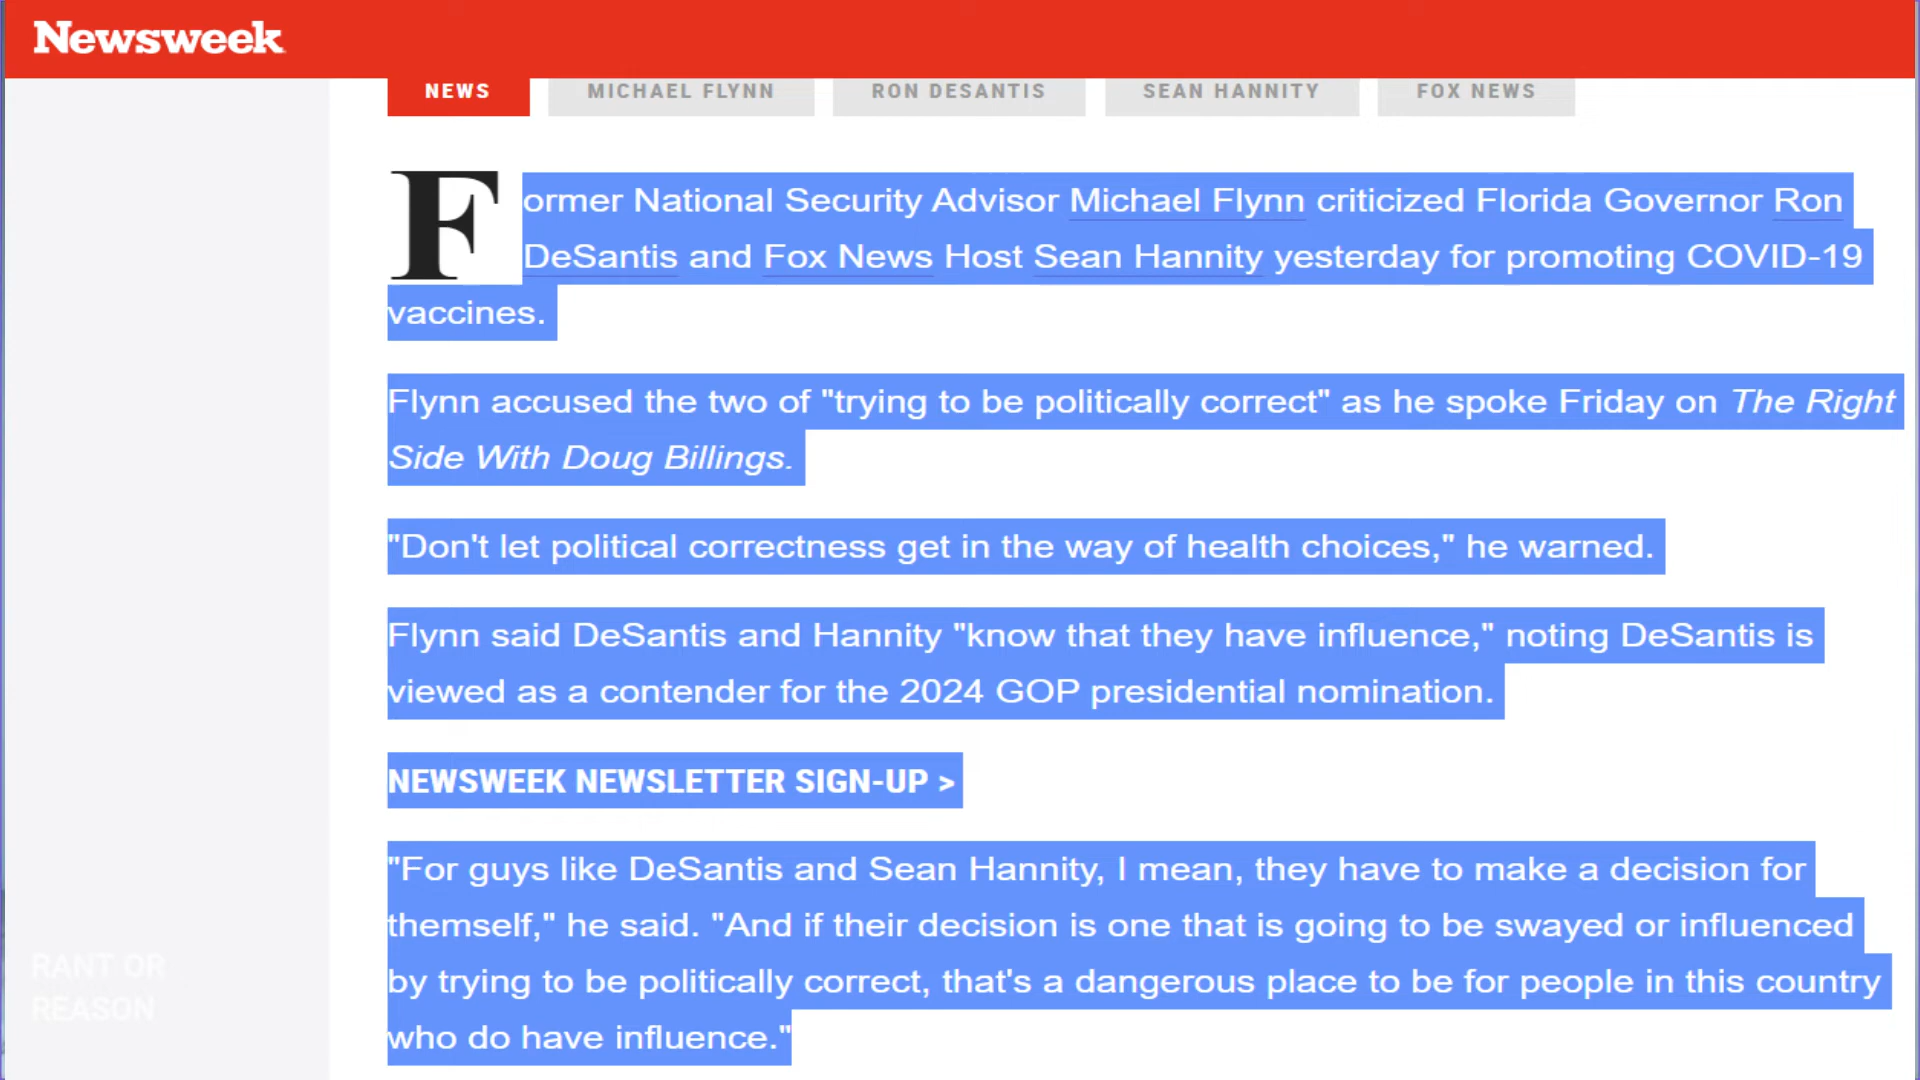 Newsweek
NEWS MICHAEL FLYNN RON DESANTIS SEAN HANNITY FOX NEWS
Former National Security Advisor Michael Flynn criticized Florida Governor Ron
DeSantis and Fox News Host Sean Hannity yesterday for promoting COVID-19
vaccines.
Flynn accused the two of "trying to be politically correct" as he spoke Friday on The Right
Side With Doug Billings.
"Don't let political correctness get in the way of health choices," he warned.
Flynn said DeSantis and Hannity "know that they have influence," noting DeSantis is
viewed as a contender for the 2024 GOP presidential nomination.
NEWSWEEK NEWSLETTER SIGN-UP >
"For guys like DeSantis and Sean Hannity, I mean, they have to make a decision for
themself," he said. "And if their decision is one that is going to be swayed or influenced
by trying to be politically correct, that's a dangerous place to be for people in this country
who do have influence."
RANT OR
REASON